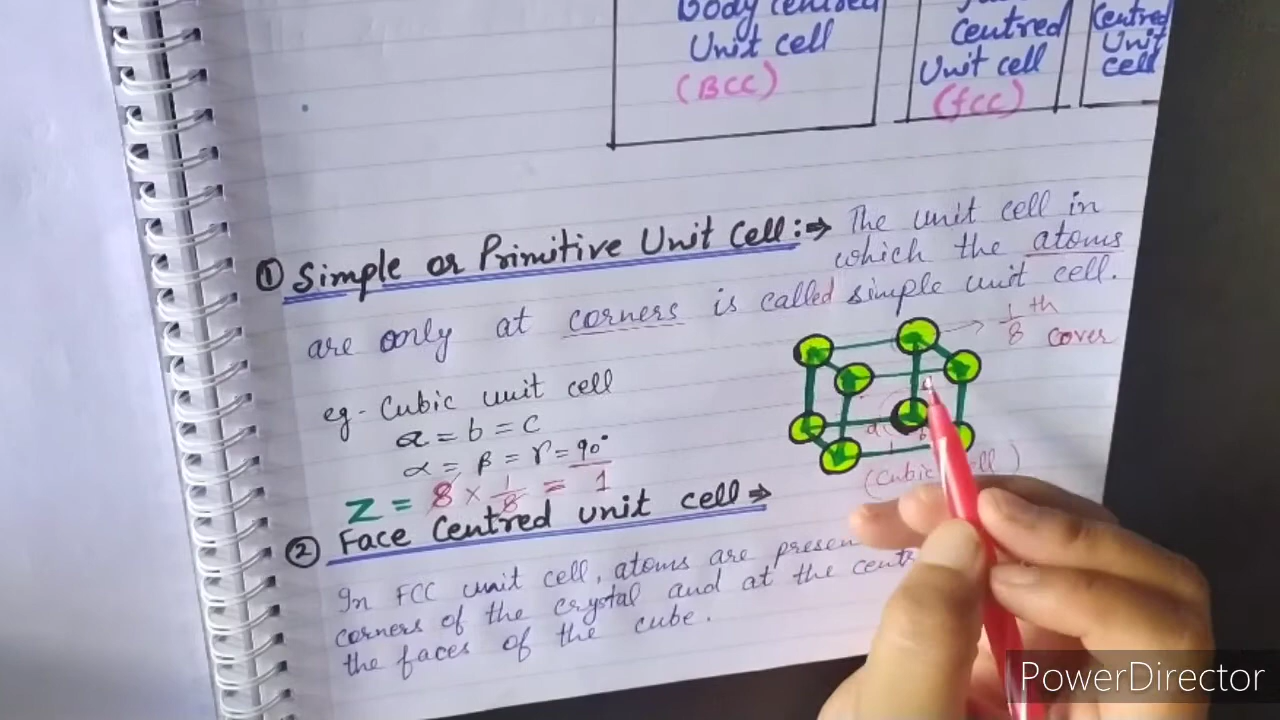 Body Centred
Unit cell
(BCC)
Centred
Unit cell
(fCC)
Centred
Unit
cell
① Simple or Primitive Unit Cell:⇒ The unit cell in
which the atoms
are only at corners is called simple unit cell.
1/8 th
cover
eg - Cubic unit cell
a = b = c
α = β = γ = 90°
Z = 8 × 1/8 = 1
(Cubic
② Face Centred unit cell ⇒
In FCC unit cell, atoms are
corners of the crystal and at the
the faces of the cube.
PowerDirector